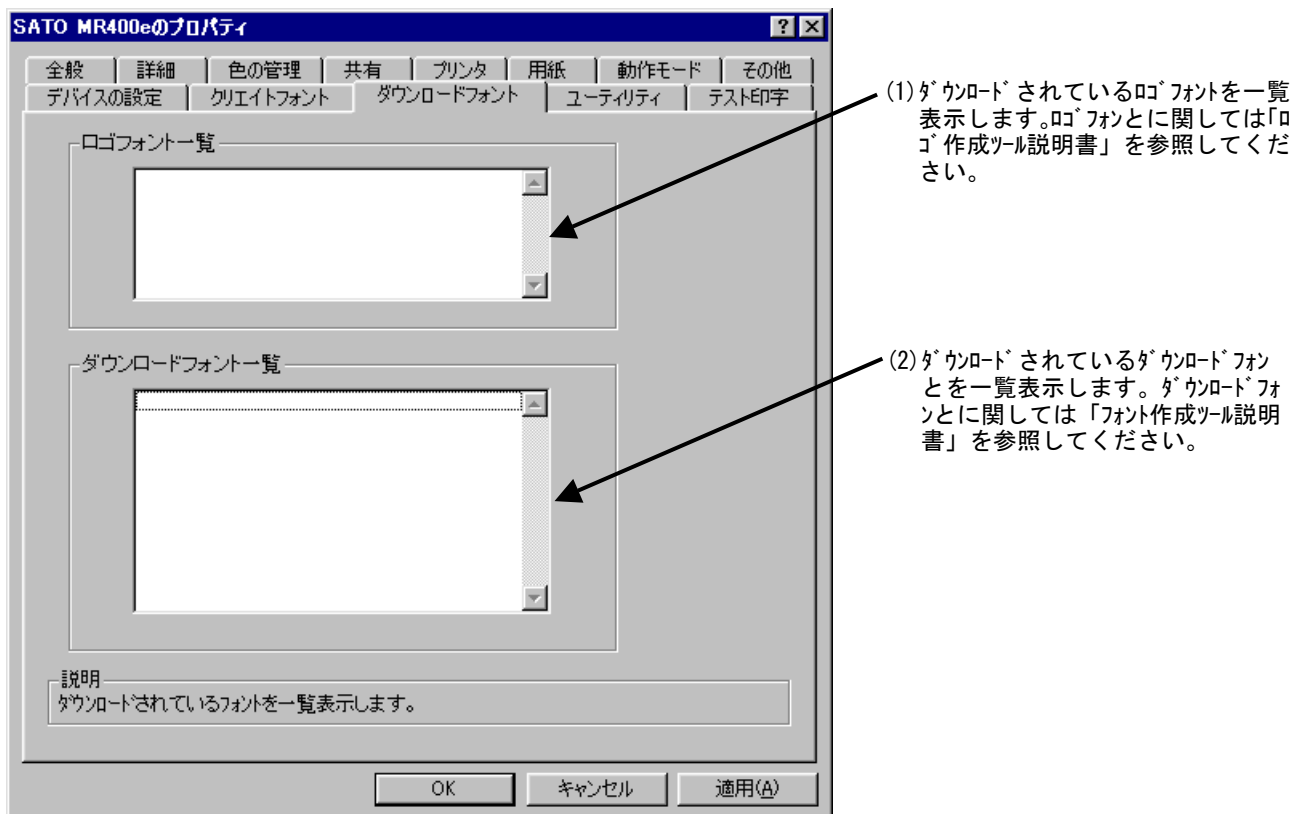 SATO MR400eのプロパティ
全般 詳細 色の管理 共有 プリンタ 用紙 動作モード その他
デバイスの設定 クリエイトフォント ダウンロードフォント ユーティリティ テスト印字
ロゴフォント一覧
ダウンロードフォント一覧
説明
ﾀﾞｳﾝﾛｰﾄﾞされているﾌｫﾝﾄを一覧表示します。
OK キャンセル 適用(A)
(1)ﾀﾞｳﾝﾛｰﾄﾞされているﾛｺﾞﾌｫﾝﾄを一覧
表示します。ﾛｺﾞﾌｫﾝとに関しては｢ﾛ
ｺﾞ作成ﾂｰﾙ説明書」を参照してくだ
さい。
(2)ﾀﾞｳﾝﾛｰﾄﾞされているﾀﾞｳﾝﾛｰﾄﾞﾌｫﾝ
とを一覧表示します。ﾀﾞｳﾝﾛｰﾄﾞﾌｫ
ﾝとに関しては「ﾌｫﾝﾄ作成ﾂｰﾙ説明
書」を参照してください。